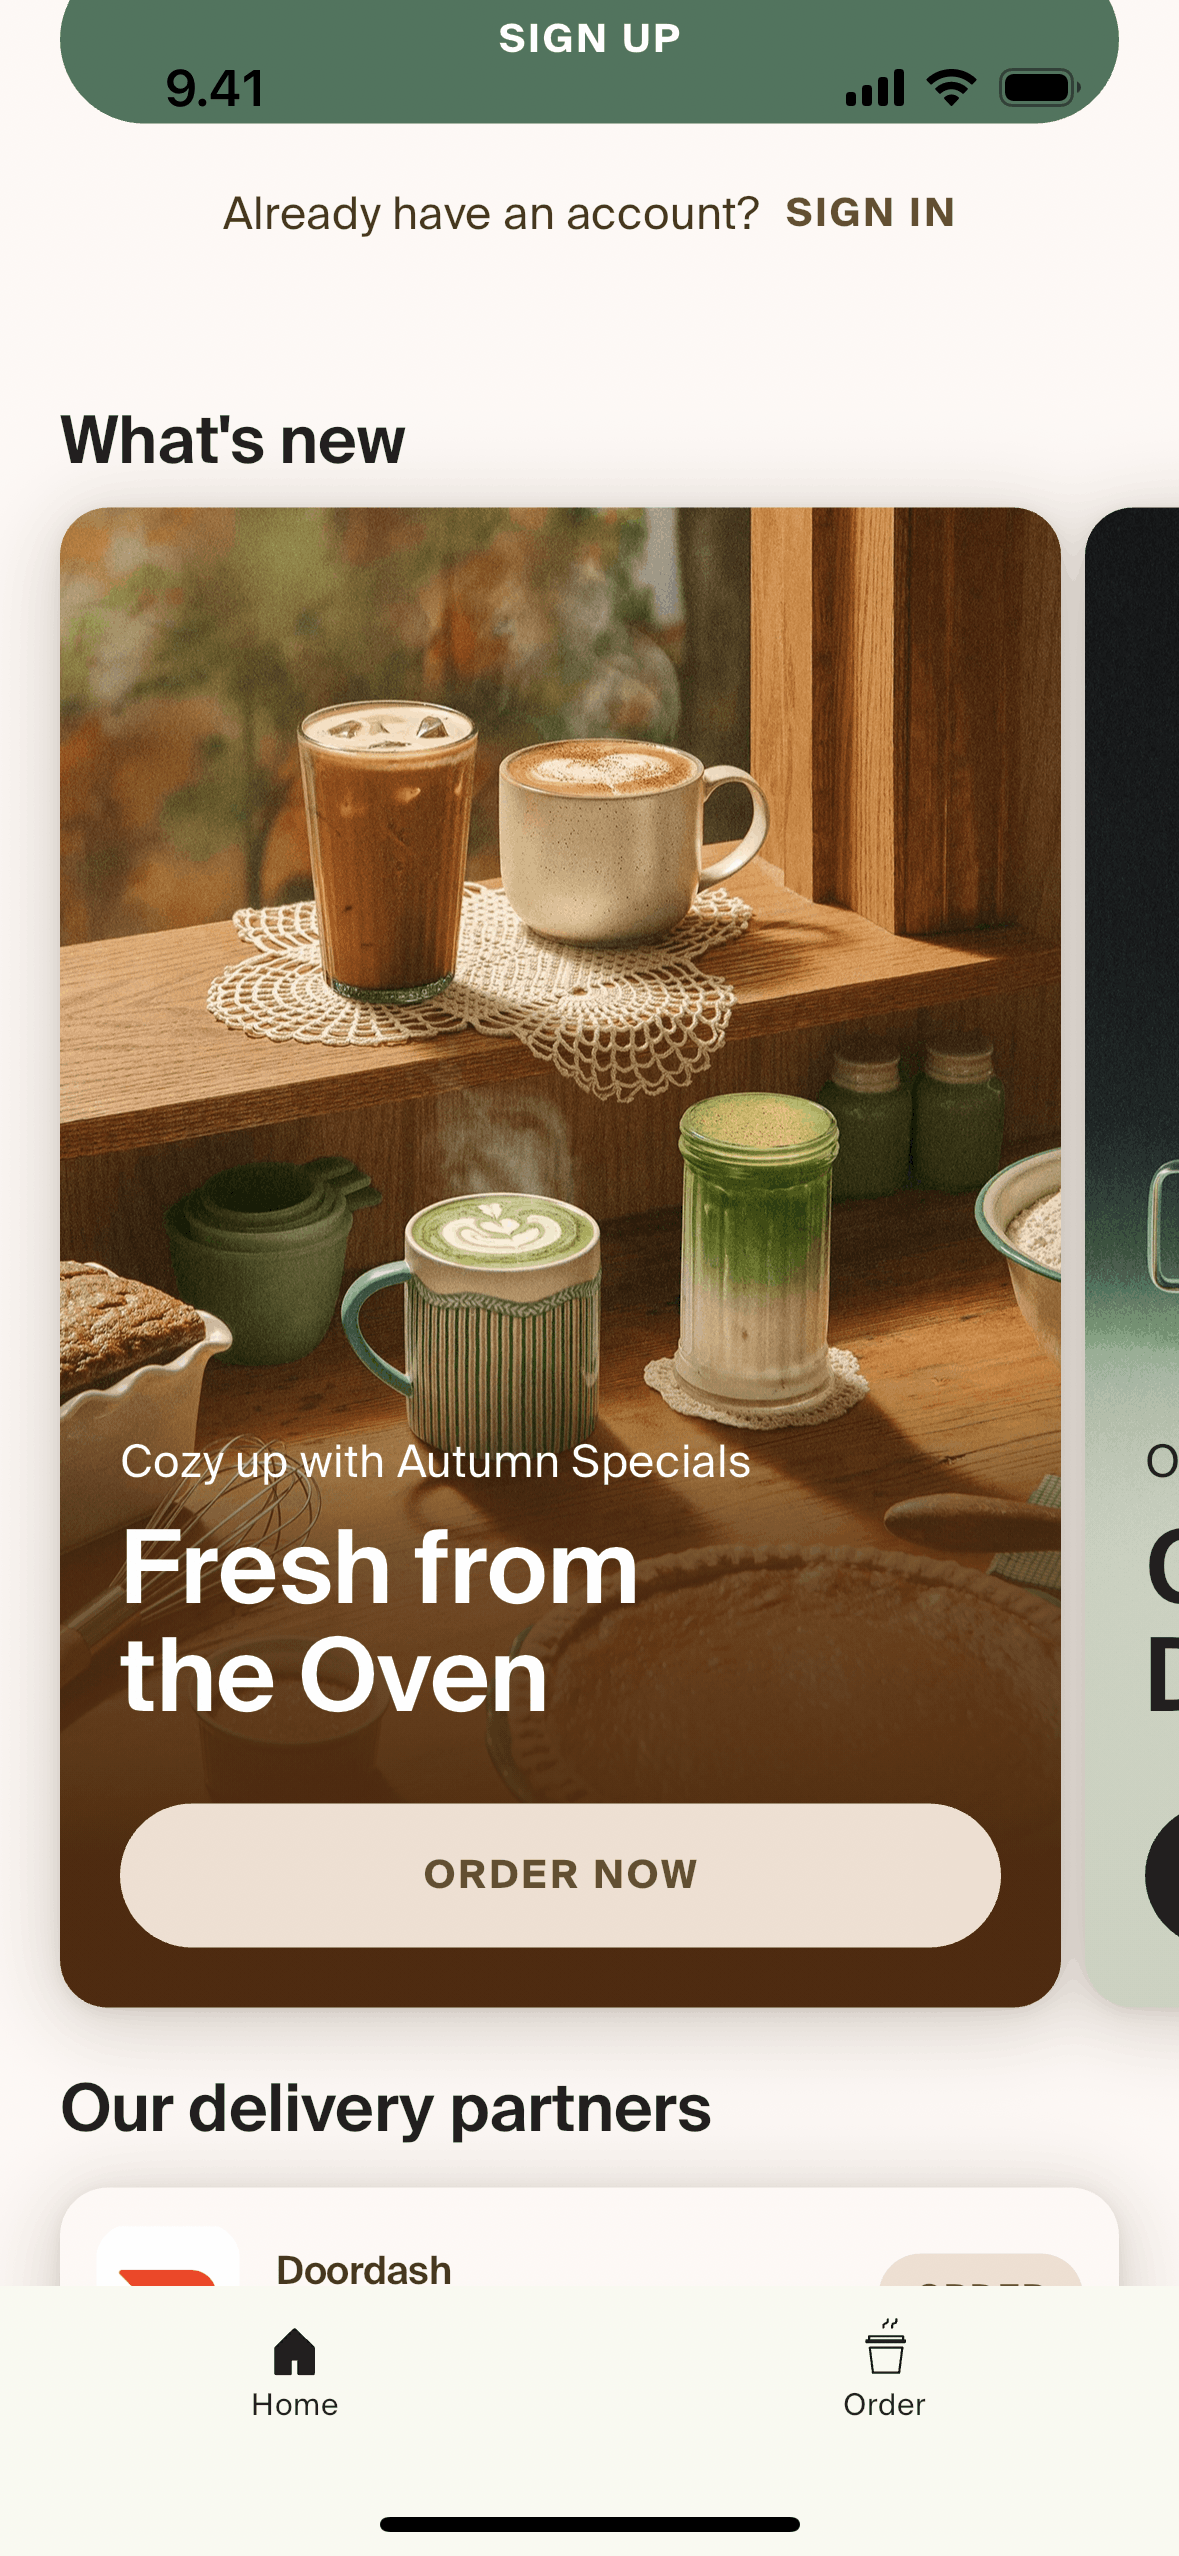 SIGN UP
9.41
Already have an account? SIGN IN
What's new
Cozy up with Autumn Specials
Fresh from
the Oven
ORDER NOW
O
D
Our delivery partners
Doordash
ORDER
Home
Order